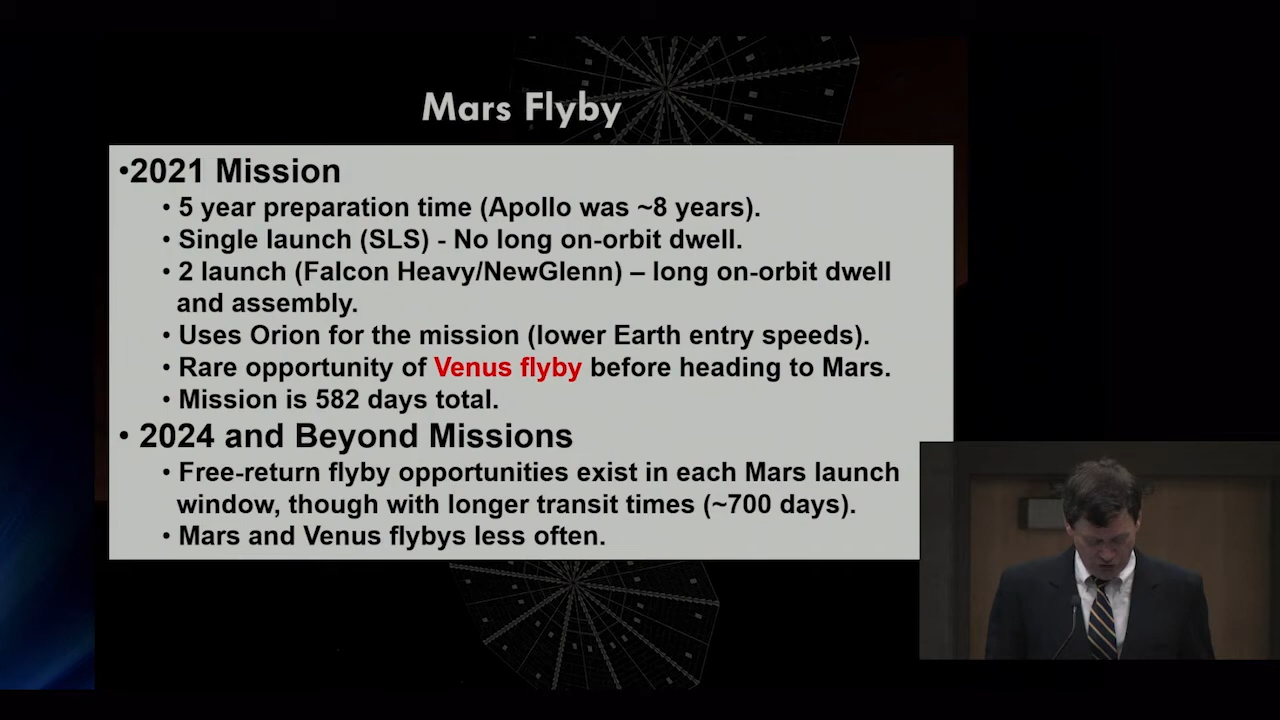 Mars Flyby
•2021 Mission
• 5 year preparation time (Apollo was ~8 years).
• Single launch (SLS) - No long on-orbit dwell.
• 2 launch (Falcon Heavy/NewGlenn) – long on-orbit dwell
and assembly.
• Uses Orion for the mission (lower Earth entry speeds).
• Rare opportunity of Venus flyby before heading to Mars.
• Mission is 582 days total.
• 2024 and Beyond Missions
• Free-return flyby opportunities exist in each Mars launch
window, though with longer transit times (~700 days).
• Mars and Venus flybys less often.